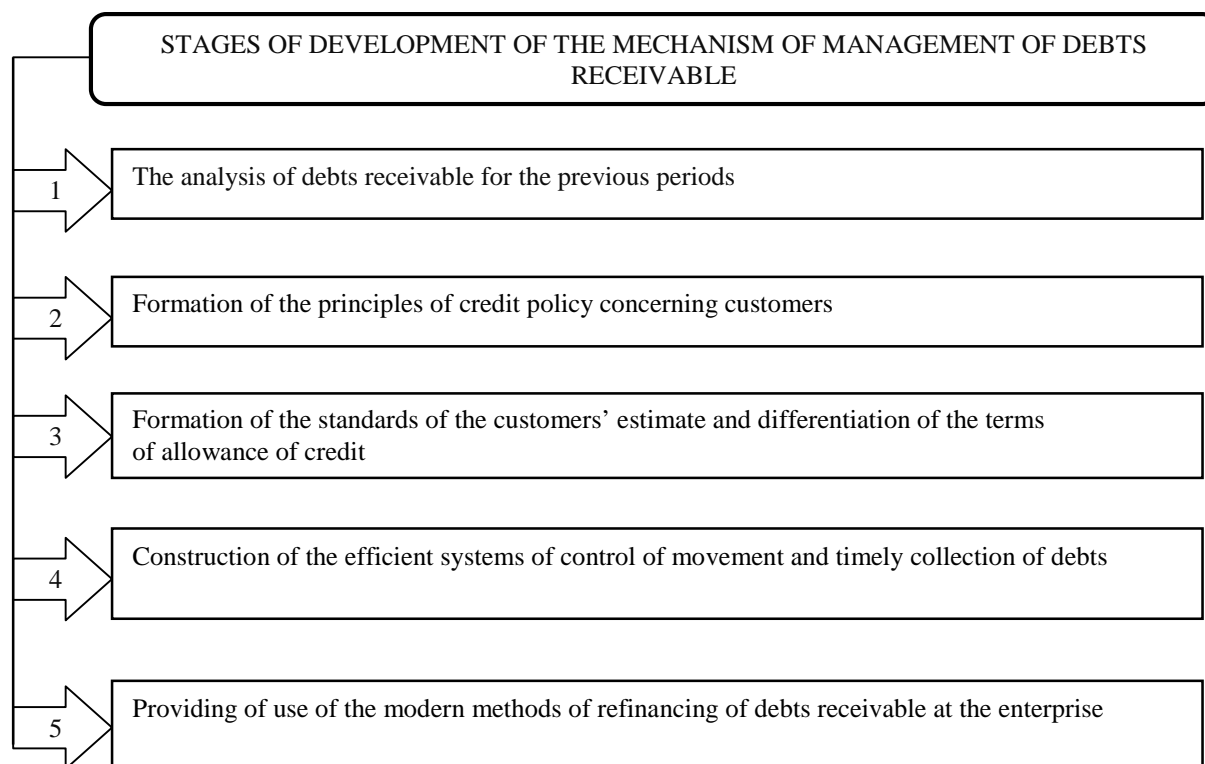 STAGES OF DEVELOPMENT OF THE MECHANISM OF MANAGEMENT OF DEBTS
RECEIVABLE
1
The analysis of debts receivable for the previous periods
2
Formation of the principles of credit policy concerning customers
3
Formation of the standards of the customers’ estimate and differentiation of the terms
of allowance of credit
4
Construction of the efficient systems of control of movement and timely collection of debts
5
Providing of use of the modern methods of refinancing of debts receivable at the enterprise